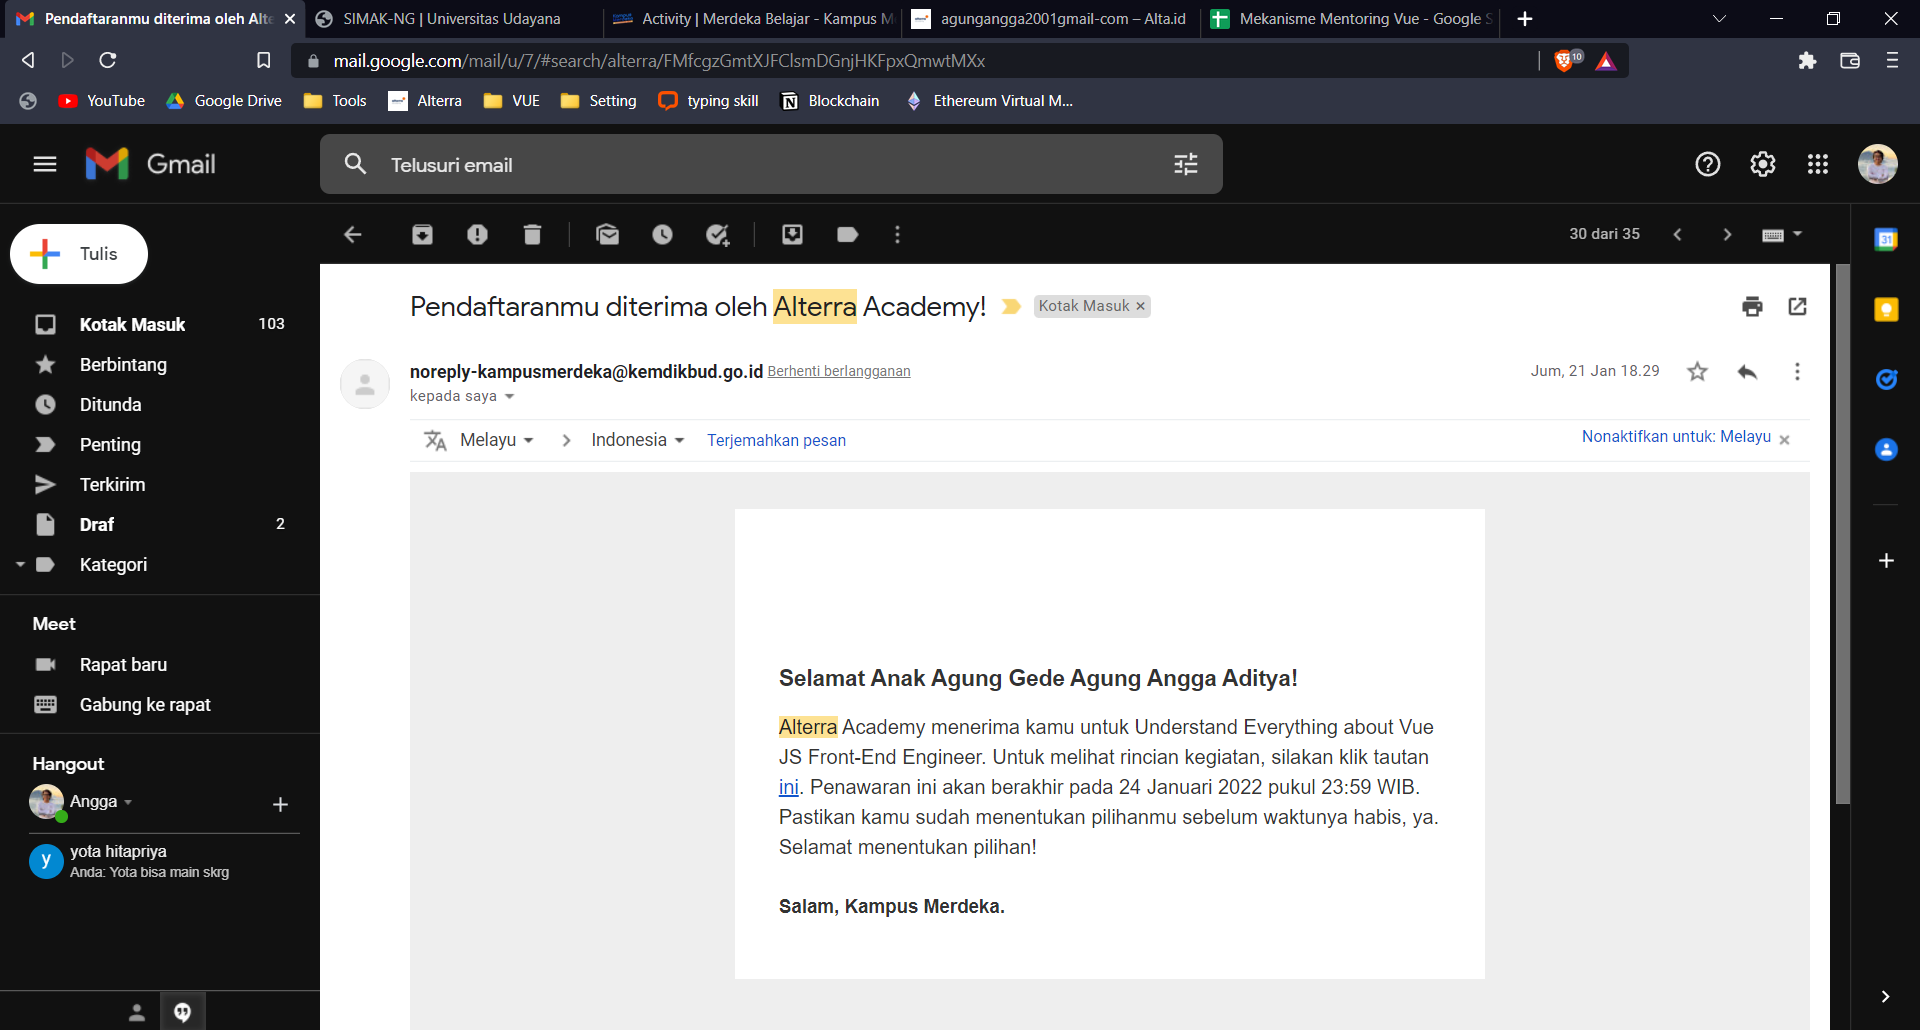 Pendaftaranmu diterima oleh Alte
SIMAK-NG | Universitas Udayana
Activity | Merdeka Belajar - Kampus M
agungangga2001gmail-com – Alta.id
Mekanisme Mentoring Vue - Google S
mail.google.com/mail/u/7/#search/alterra/FMfcgzGmtXJFClsmDGnjHKFpxQmwtMXx
10
YouTube
Google Drive
Tools
Alterra
VUE
Setting
typing skill
Blockchain
Ethereum Virtual M...
Gmail
Telusuri email
Tulis
30 dari 35
31
Kotak Masuk 103
Berbintang
Ditunda
Penting
Terkirim
Draf 2
Kategori
Meet
Rapat baru
Gabung ke rapat
Hangout
Angga
y
yota hitapriya
Anda: Yota bisa main skrg
Pendaftaranmu diterima oleh Alterra Academy!
Kotak Masuk ×
noreply-kampusmerdeka@kemdikbud.go.id Berhenti berlangganan
Jum, 21 Jan 18.29
kepada saya
Melayu > Indonesia Terjemahkan pesan
Nonaktifkan untuk: Melayu ×
Selamat Anak Agung Gede Agung Angga Aditya!
Alterra Academy menerima kamu untuk Understand Everything about Vue
JS Front-End Engineer. Untuk melihat rincian kegiatan, silakan klik tautan
ini. Penawaran ini akan berakhir pada 24 Januari 2022 pukul 23:59 WIB.
Pastikan kamu sudah menentukan pilihanmu sebelum waktunya habis, ya.
Selamat menentukan pilihan!
Salam, Kampus Merdeka.